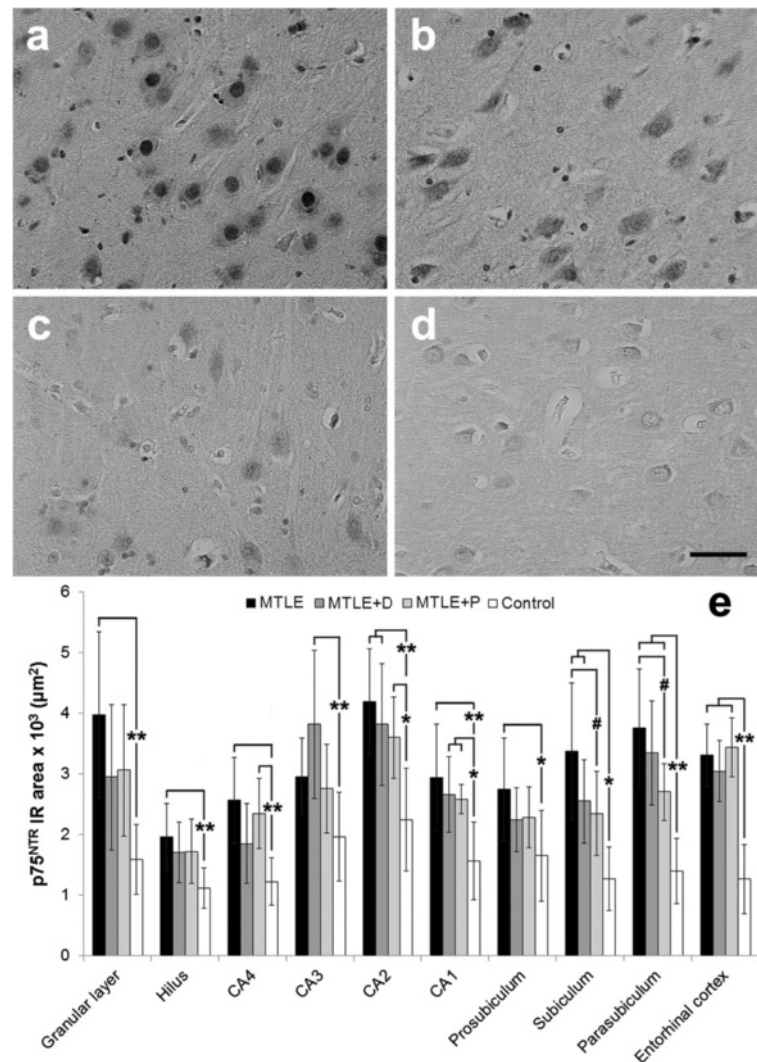 a
b
c
d
e
MTLE MTLE+D MTLE+P Control
p75NTR IR area x 10³ (µm²)
6
5
4
3
2
1
0
** ** ** ** ** * ** * * # * # ** **
Granular layer
Hilus
CA4
CA3
CA2
CA1
Prosubiculum
Subiculum
Parasubiculum
Entorhinal cortex